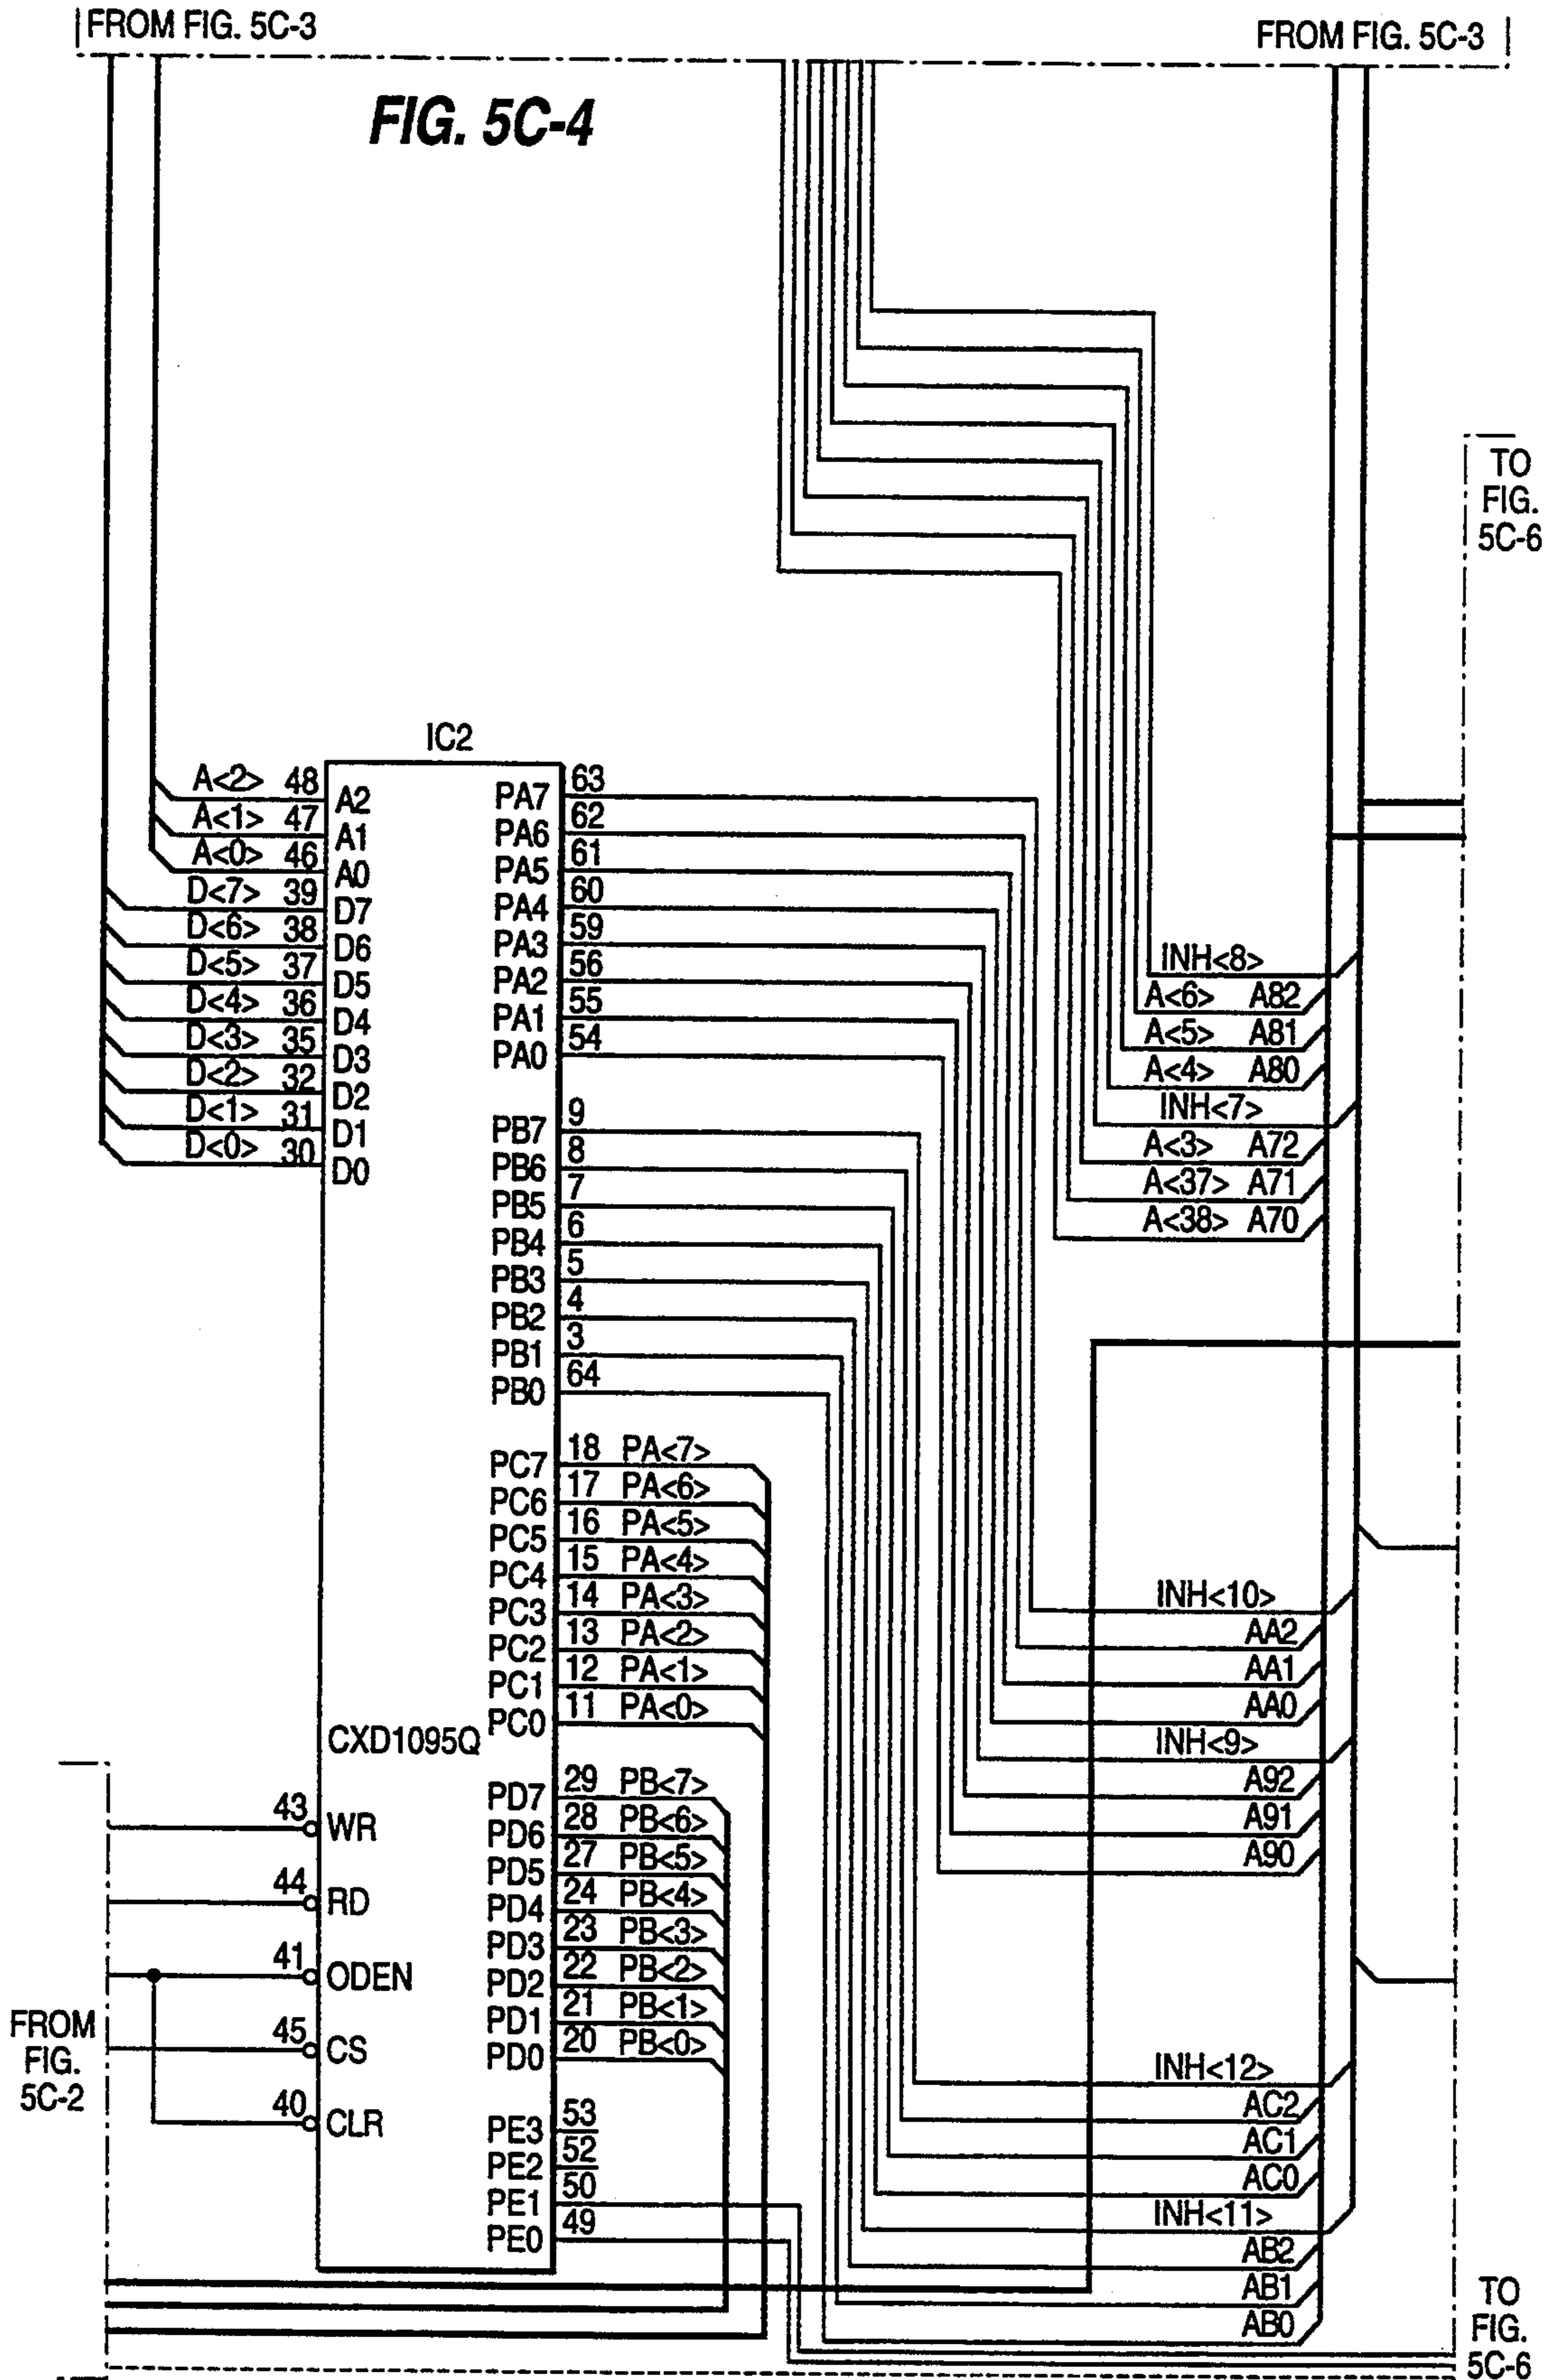 FROM FIG. 5C-3
FROM FIG. 5C-3
FIG. 5C-4
TO
FIG.
5C-6
IC2
A<2> 48 A2
A<1> 47 A1
A<0> 46 A0
D<7> 39 D7
D<6> 38 D6
D<5> 37 D5
D<4> 36 D4
D<3> 35 D3
D<2> 32 D2
D<1> 31 D1
D<0> 30 D0
PA7 63
PA6 62
PA5 61
PA4 60
PA3 59
PA2 56
PA1 55
PA0 54
PB7 9
PB6 8
PB5 7
PB4 6
PB3 5
PB2 4
PB1 3
PB0 64
PC7 18 PA<7>
PC6 17 PA<6>
PC5 16 PA<5>
PC4 15 PA<4>
PC3 14 PA<3>
PC2 13 PA<2>
PC1 12 PA<1>
PC0 11 PA<0>
CXD1095Q
PD7 29 PB<7>
PD6 28 PB<6>
PD5 27 PB<5>
PD4 24 PB<4>
PD3 23 PB<3>
PD2 22 PB<2>
PD1 21 PB<1>
PD0 20 PB<0>
PE3 53
PE2 52
PE1 50
PE0 49
43 WR
44 RD
41 ODEN
45 CS
40 CLR
FROM
FIG.
5C-2
INH<8>
A<6> A82
A<5> A81
A<4> A80
INH<7>
A<3> A72
A<37> A71
A<38> A70
INH<10>
AA2
AA1
AA0
INH<9>
A92
A91
A90
INH<12>
AC2
AC1
AC0
INH<11>
AB2
AB1
AB0
TO
FIG.
5C-6